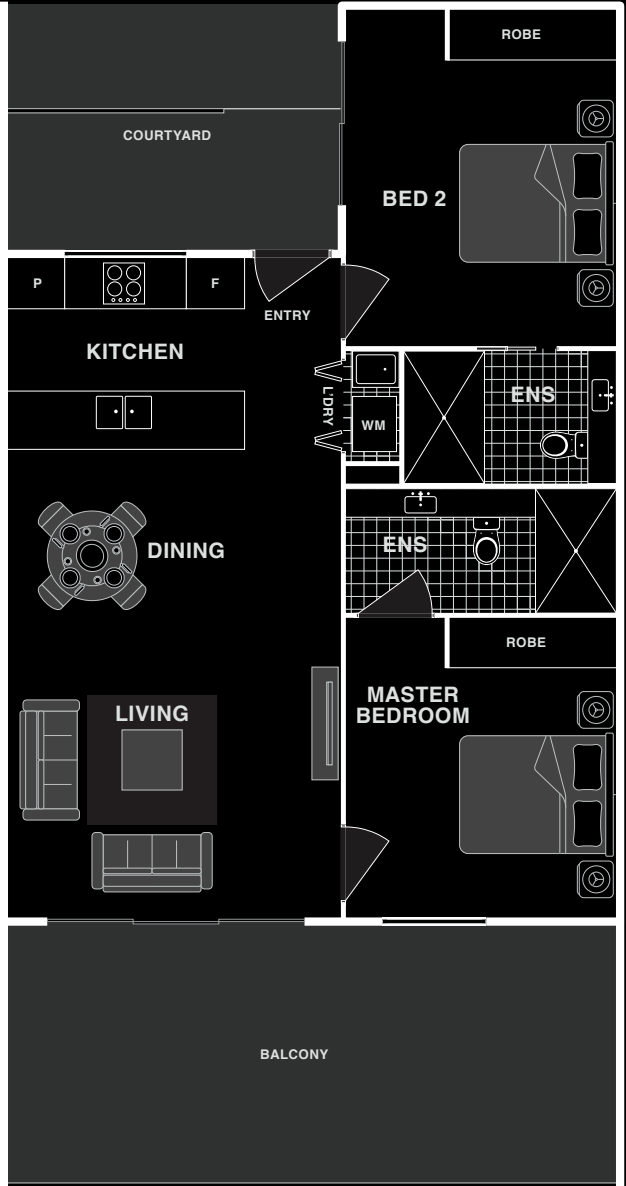 ROBE
COURTYARD
BED 2
P
F
ENTRY
KITCHEN
L'DRY
WM
ENS
DINING
ENS
ROBE
MASTER
BEDROOM
LIVING
BALCONY